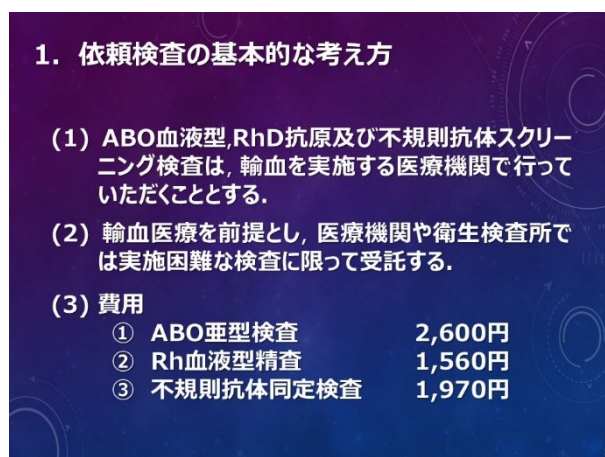 1. 依頼検査の基本的な考え方
(1) ABO血液型,RhD抗原及び不規則抗体スクリー
ニング検査は, 輸血を実施する医療機関で行って
いただくこととする.
(2) 輸血医療を前提とし, 医療機関や衛生検査所で
は実施困難な検査に限って受託する.
(3) 費用
① ABO亜型検査 2,600円
② Rh血液型精査 1,560円
③ 不規則抗体同定検査 1,970円